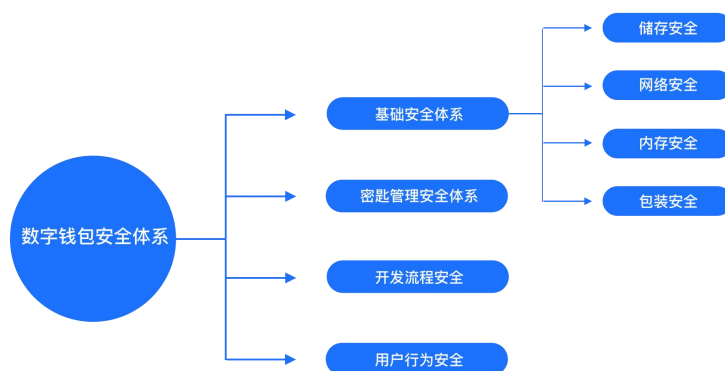 数字钱包安全体系
基础安全体系
密匙管理安全体系
开发流程安全
用户行为安全
储存安全
网络安全
内存安全
包装安全